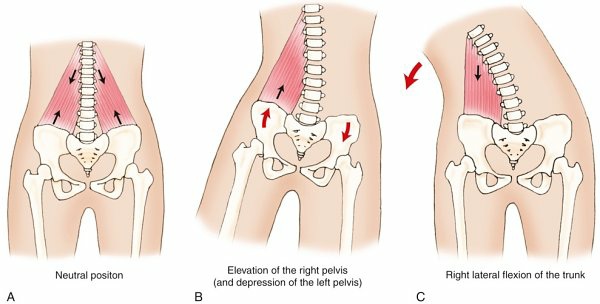 Neutral positon
Elevation of the right pelvis
(and depression of the left pelvis)
Right lateral flexion of the trunk
A
B
C